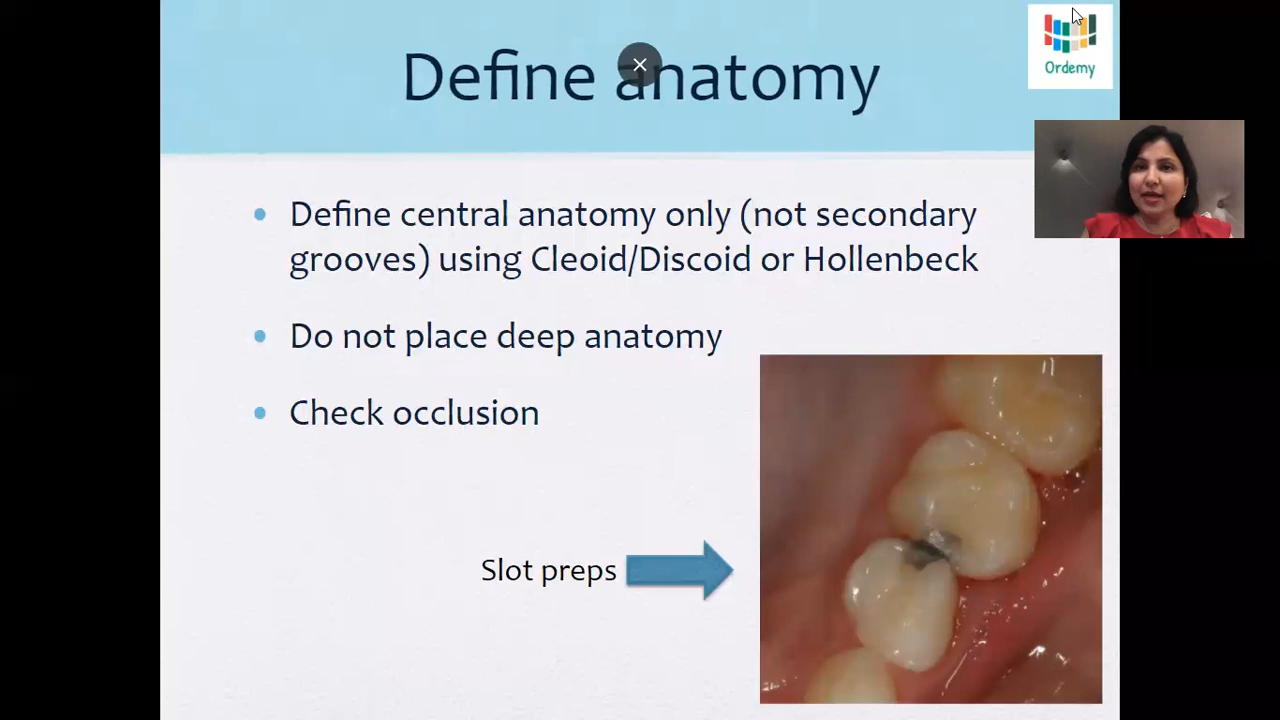 Define anatomy
Ordemy
• Define central anatomy only (not secondary
grooves) using Cleoid/Discoid or Hollenbeck
• Do not place deep anatomy
• Check occlusion
Slot preps